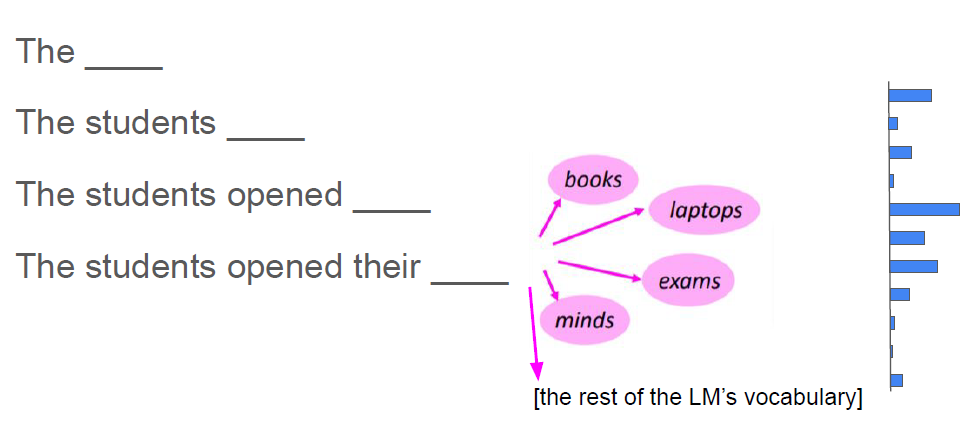 The ____
The students ____
The students opened ____
The students opened their ____
books
laptops
exams
minds
[the rest of the LM's vocabulary]